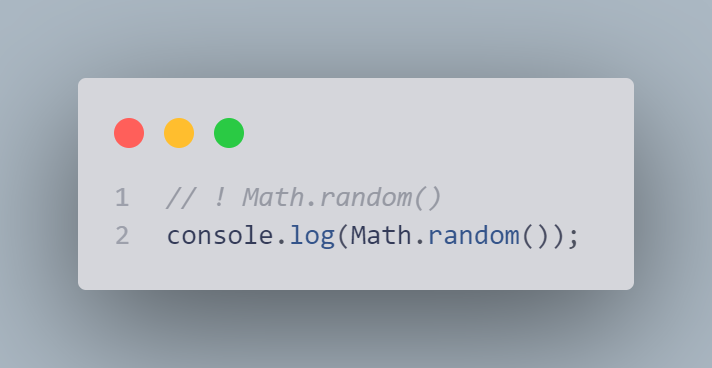 1 // ! Math.random()
2 console.log(Math.random());